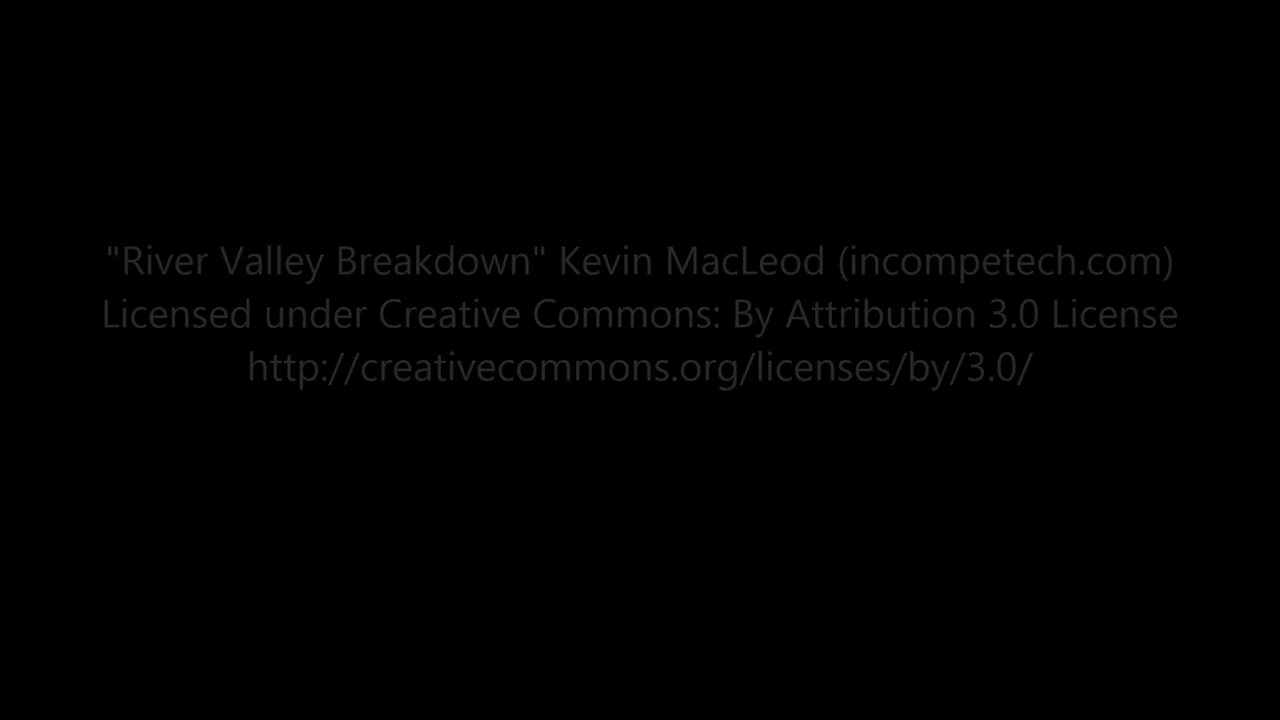 "River Valley Breakdown" Kevin MacLeod (incompetech.com)
Licensed under Creative Commons: By Attribution 3.0 License
http://creativecommons.org/licenses/by/3.0/